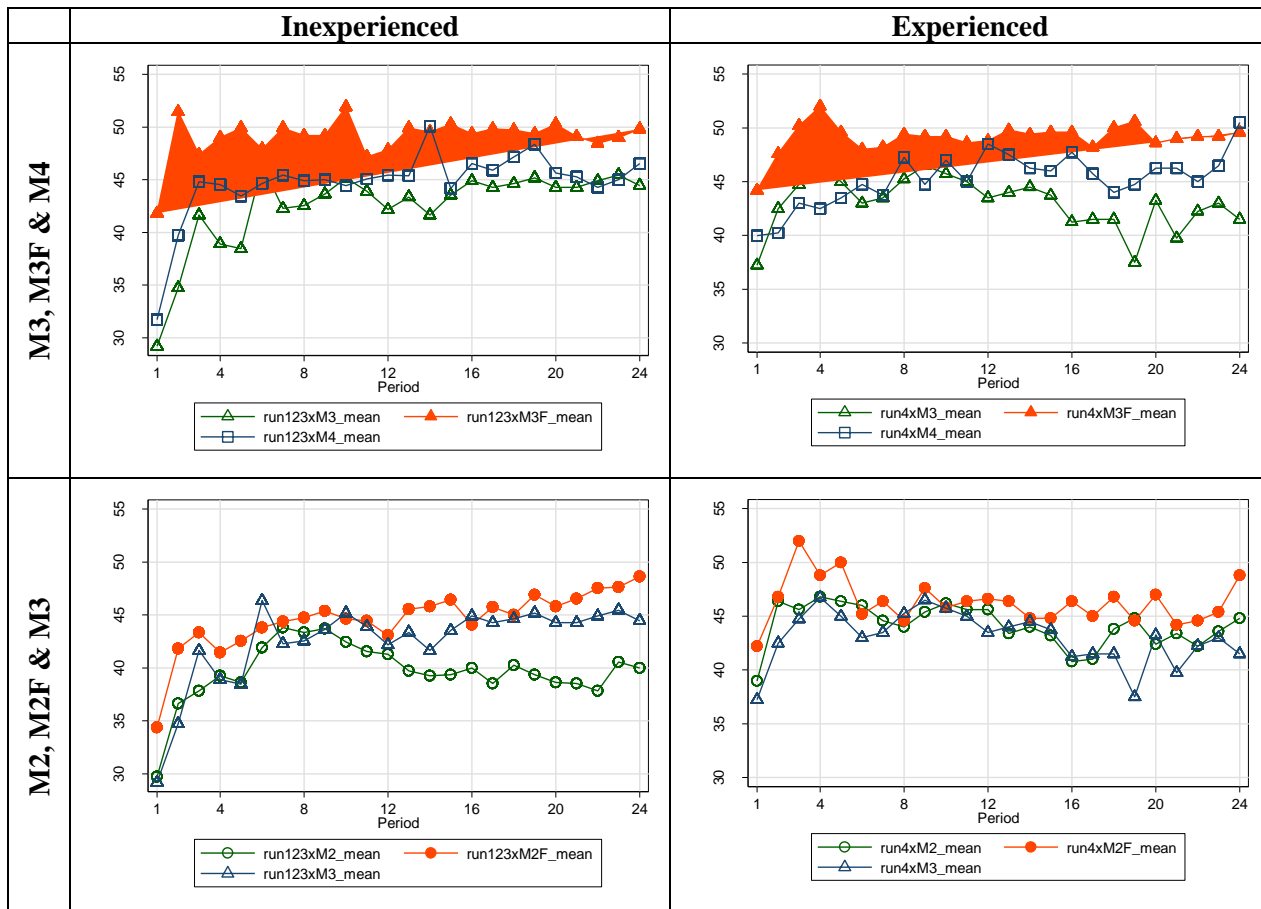 Inexperienced
Experienced
M3, M3F & M4
55
50
45
40
35
30
1
4
8
12
16
20
24
Period
run123xM3_mean
run123xM3F_mean
run123xM4_mean
55
50
45
40
35
30
1
4
8
12
16
20
24
Period
run4xM3_mean
run4xM3F_mean
run4xM4_mean
M2, M2F & M3
55
50
45
40
35
30
1
4
8
12
16
20
24
Period
run123xM2_mean
run123xM2F_mean
run123xM3_mean
55
50
45
40
35
30
1
4
8
12
16
20
24
Period
run4xM2_mean
run4xM2F_mean
run4xM3_mean